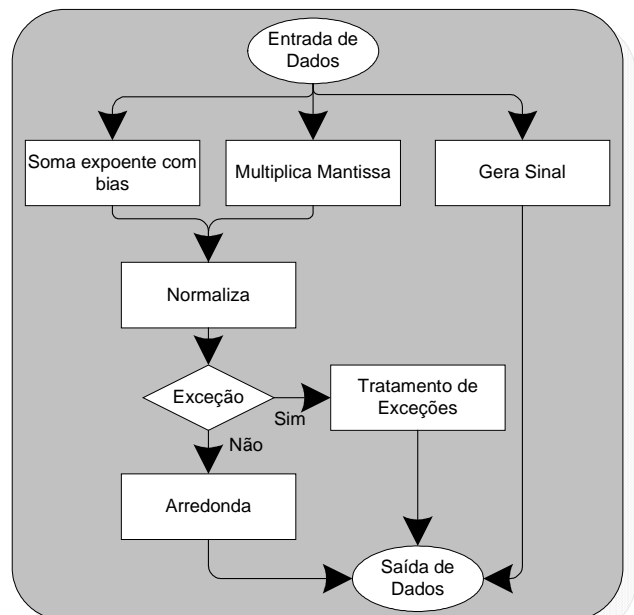 Entrada de
Dados
Soma expoente com
bias
Multiplica Mantissa
Gera Sinal
Normaliza
Exceção
Sim
Tratamento de
Exceções
Não
Arredonda
Saída de
Dados